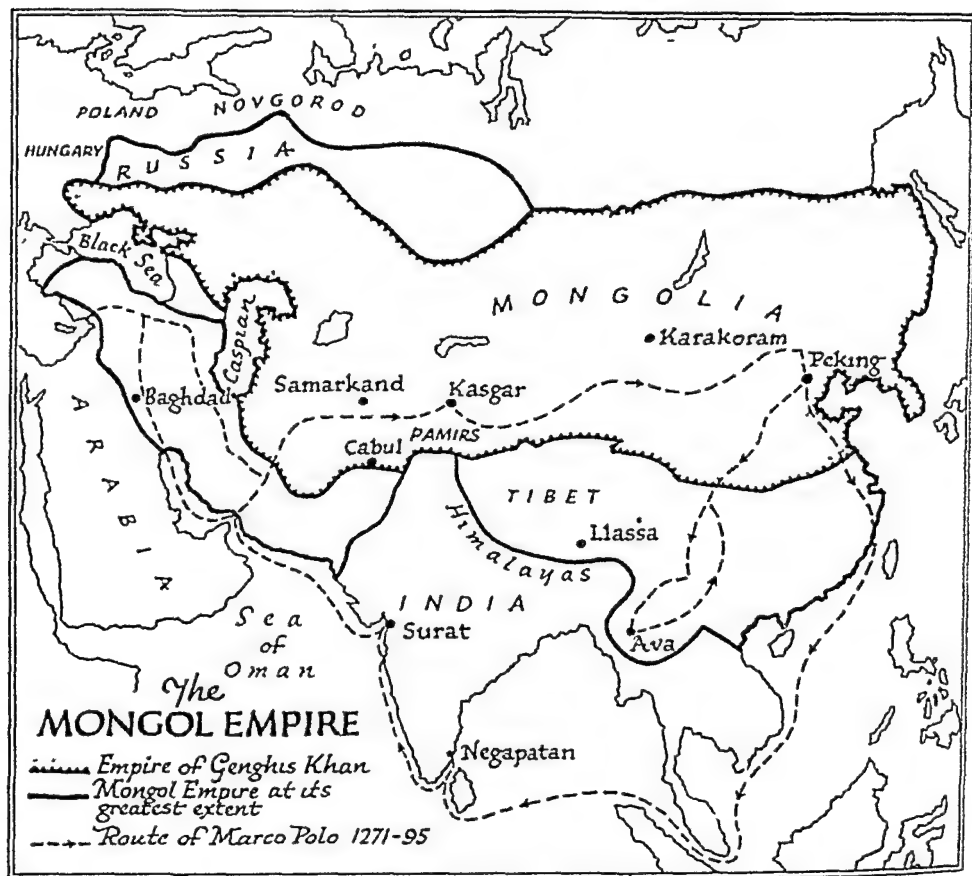 POLAND
NOVGOROD
HUNGARY
RUSSIA
Black Sea
Caspian
MONGOLIA
Karakoram
Peking
Baghdad
Samarkand
Kasgar
ARABIA
Cabul
PAMIRS
TIBET
Llassa
Himalayas
INDIA
Surat
Ava
Sea
of
Oman
Negapatan
The
MONGOL EMPIRE
Empire of Genghis Khan
Mongol Empire at its
greatest extent
Route of Marco Polo 1271-95